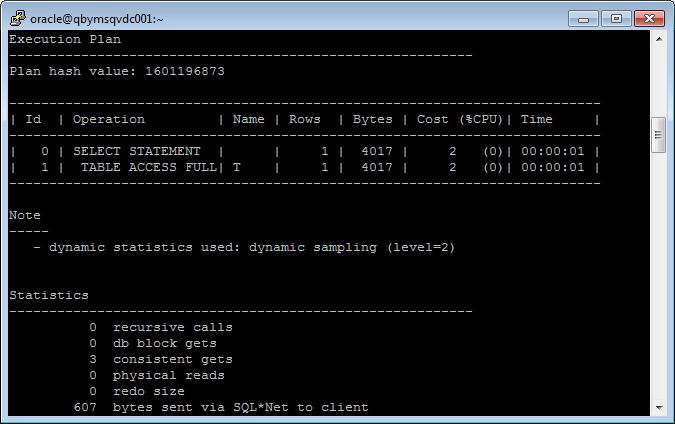 oracle@qbymsqvdc001:~
Execution Plan
----------------------------------------------------------
Plan hash value: 1601196873
--------------------------------------------------------------------------
| Id  | Operation         | Name | Rows  | Bytes | Cost (%CPU)| Time     |
--------------------------------------------------------------------------
|   0 | SELECT STATEMENT  |      |     1 |  4017 |     2   (0)| 00:00:01 |
|   1 |  TABLE ACCESS FULL| T    |     1 |  4017 |     2   (0)| 00:00:01 |
--------------------------------------------------------------------------
Note
-----
   - dynamic statistics used: dynamic sampling (level=2)
Statistics
----------------------------------------------------------
          0  recursive calls
          0  db block gets
          3  consistent gets
          0  physical reads
          0  redo size
        607  bytes sent via SQL*Net to client